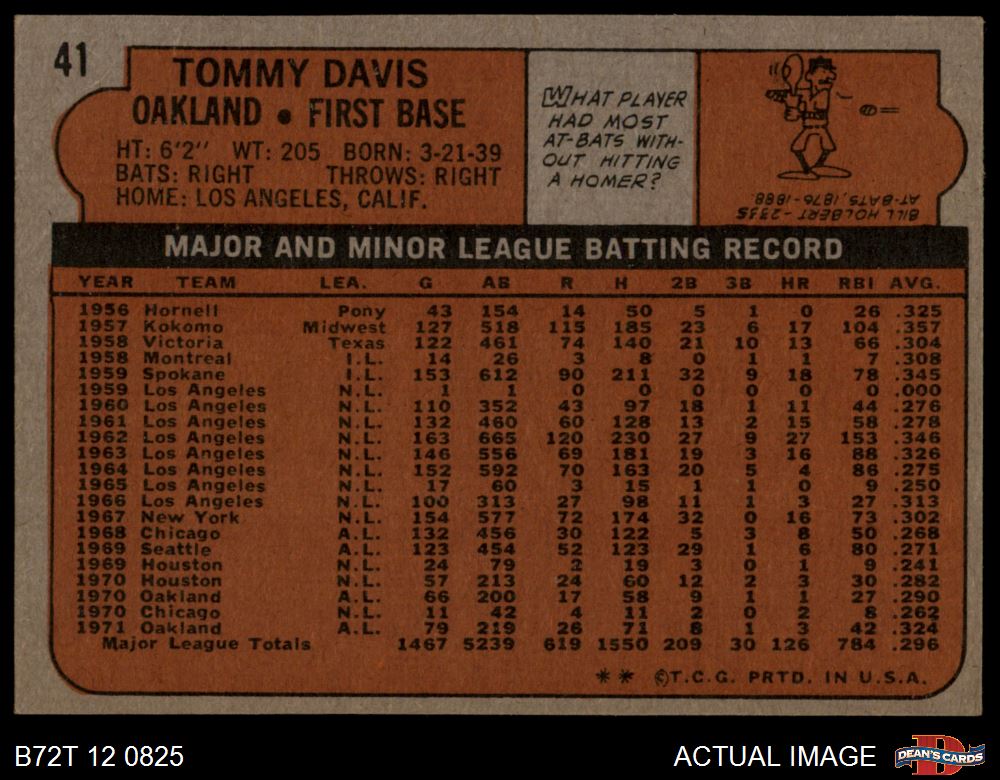 41
TOMMY DAVIS
OAKLAND • FIRST BASE
HT: 6'2" WT: 205 BORN: 3-21-39
BATS: RIGHT THROWS: RIGHT
HOME: LOS ANGELES, CALIF.
WHAT PLAYER
HAD MOST
AT-BATS WITH-
OUT HITTING
A HOMER?
BILL HOLBERT - 2335
AT-BATS, 1876-1888
MAJOR AND MINOR LEAGUE BATTING RECORD
YEAR TEAM LEA. G AB R H 2B 3B HR RBI AVG.
1956 Hornell Pony 43 154 14 50 5 1 0 26 .325
1957 Kokomo Midwest 127 518 115 185 23 6 17 104 .357
1958 Victoria Texas 122 461 74 140 21 10 13 66 .304
1958 Montreal I.L. 14 26 3 8 0 1 1 7 .308
1959 Spokane I.L. 153 612 90 211 32 9 18 78 .345
1959 Los Angeles N.L. 1 1 0 0 0 0 0 0 .000
1960 Los Angeles N.L. 110 352 43 97 18 1 11 44 .276
1961 Los Angeles N.L. 132 460 60 128 13 2 15 58 .278
1962 Los Angeles N.L. 163 665 120 230 27 9 27 153 .346
1963 Los Angeles N.L. 146 556 69 181 19 3 16 88 .326
1964 Los Angeles N.L. 152 592 70 163 20 5 4 86 .275
1965 Los Angeles N.L. 17 60 3 15 1 1 0 9 .250
1966 Los Angeles N.L. 100 313 27 98 11 1 3 27 .313
1967 New York N.L. 154 577 72 174 32 0 16 73 .302
1968 Chicago A.L. 132 456 30 122 5 3 8 50 .268
1969 Seattle A.L. 123 454 52 123 29 1 6 80 .271
1969 Houston N.L. 24 79 2 19 3 0 1 9 .241
1970 Houston N.L. 57 213 24 60 12 2 3 30 .282
1970 Oakland A.L. 66 200 17 58 9 1 1 27 .290
1970 Chicago N.L. 11 42 4 11 2 0 2 8 .262
1971 Oakland A.L. 79 219 26 71 8 1 3 42 .324
Major League Totals 1467 5239 619 1550 209 30 126 784 .296
** ©T.C.G. PRTD. IN U.S.A.
B72T 12 0825
ACTUAL IMAGE
D
DEAN'S CARDS